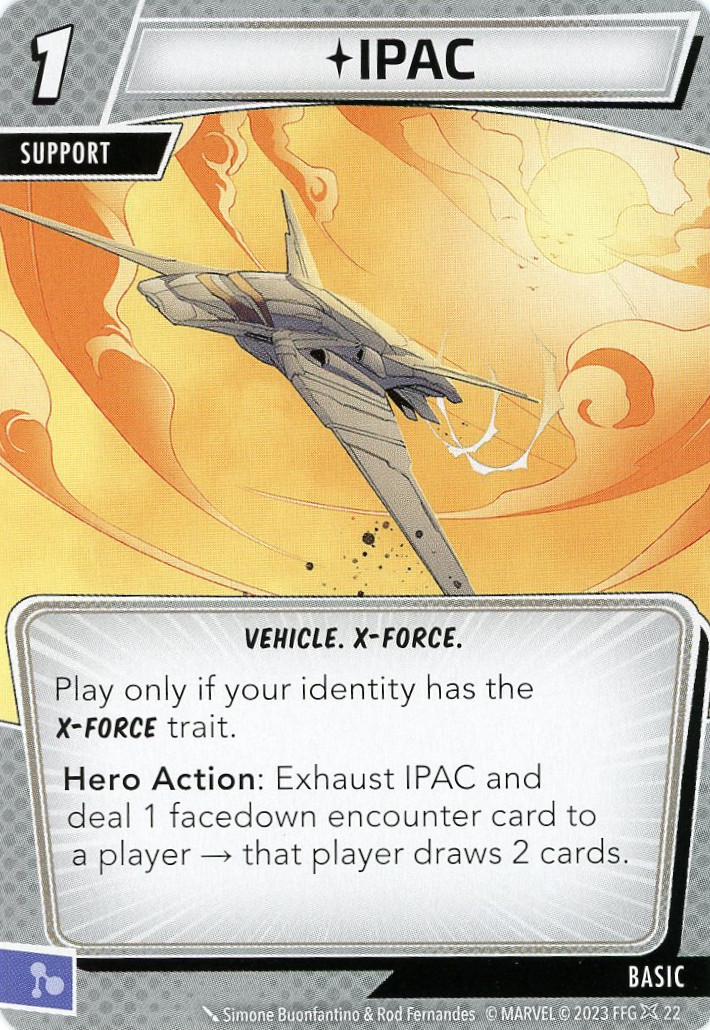 1
IPAC
SUPPORT
VEHICLE. X-FORCE.
Play only if your identity has the
X-FORCE trait.
Hero Action: Exhaust IPAC and
deal 1 facedown encounter card to
a player → that player draws 2 cards.
BASIC
Simone Buonfantino & Rod Fernandes © MARVEL © 2023 FFG 22